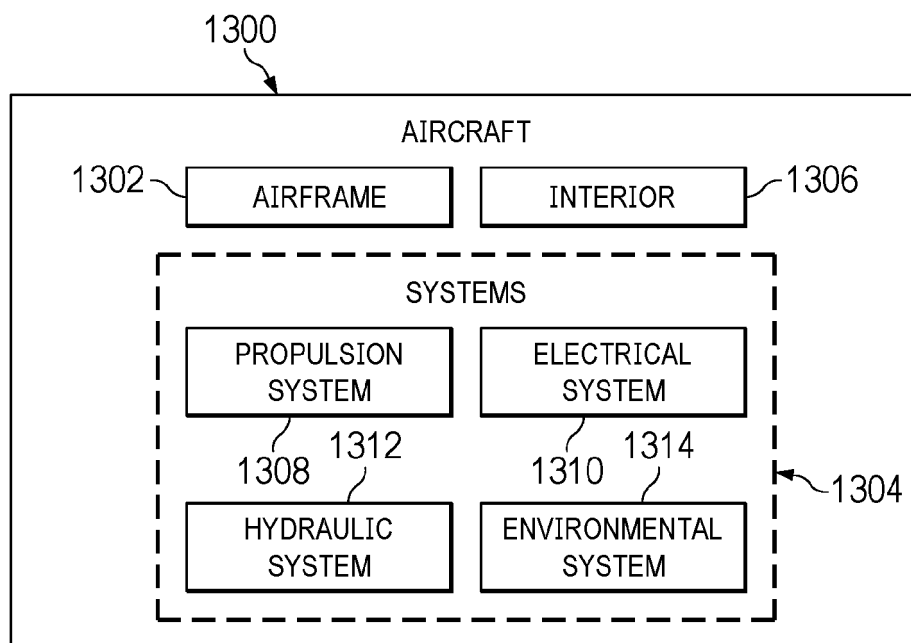 1300
AIRCRAFT
1302
AIRFRAME
INTERIOR
1306
SYSTEMS
PROPULSION
SYSTEM
ELECTRICAL
SYSTEM
1308
1312
1310
1314
1304
HYDRAULIC
SYSTEM
ENVIRONMENTAL
SYSTEM